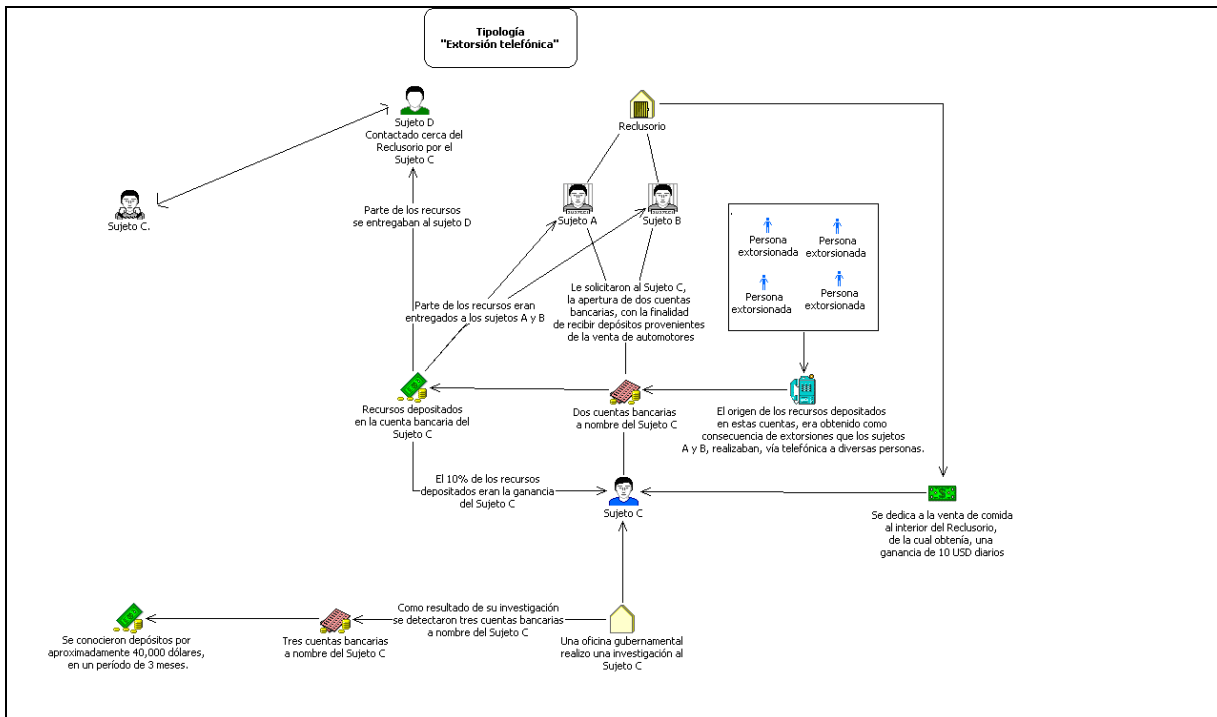 Tipología
"Extorsión telefónica"
Sujeto D
Contactado cerca del
Reclusorio por el
Sujeto C
Reclusorio
Sujeto C.
Parte de los recursos
se entregaban al sujeto D
Sujeto A
Sujeto B
Persona
extorsionada
Persona
extorsionada
Persona
extorsionada
Persona
extorsionada
Parte de los recursos eran
entregados a los sujetos A y B
Le solicitaron al Sujeto C,
la apertura de dos cuentas
bancarias, con la finalidad
de recibir depósitos provenientes
de la venta de automotores
Recursos depositados
en la cuenta bancaria del
Sujeto C
Dos cuentas bancarias
a nombre del Sujeto C
El origen de los recursos depositados
en estas cuentas, era obtenido como
consecuencia de extorsiones que los sujetos
A y B, realizaban, vía telefónica a diversas personas.
El 10% de los recursos
depositados eran la ganancia
del Sujeto C
Sujeto C
Se dedica a la venta de comida
al interior del Reclusorio,
de la cual obtenía, una
ganancia de 10 USD diarios
Como resultado de su investigación
se detectaron tres cuentas bancarias
a nombre del Sujeto C
Se conocieron depósitos por
aproximadamente 40,000 dólares,
en un período de 3 meses.
Tres cuentas bancarias
a nombre del Sujeto C
Una oficina gubernamental
realizo una investigación al
Sujeto C